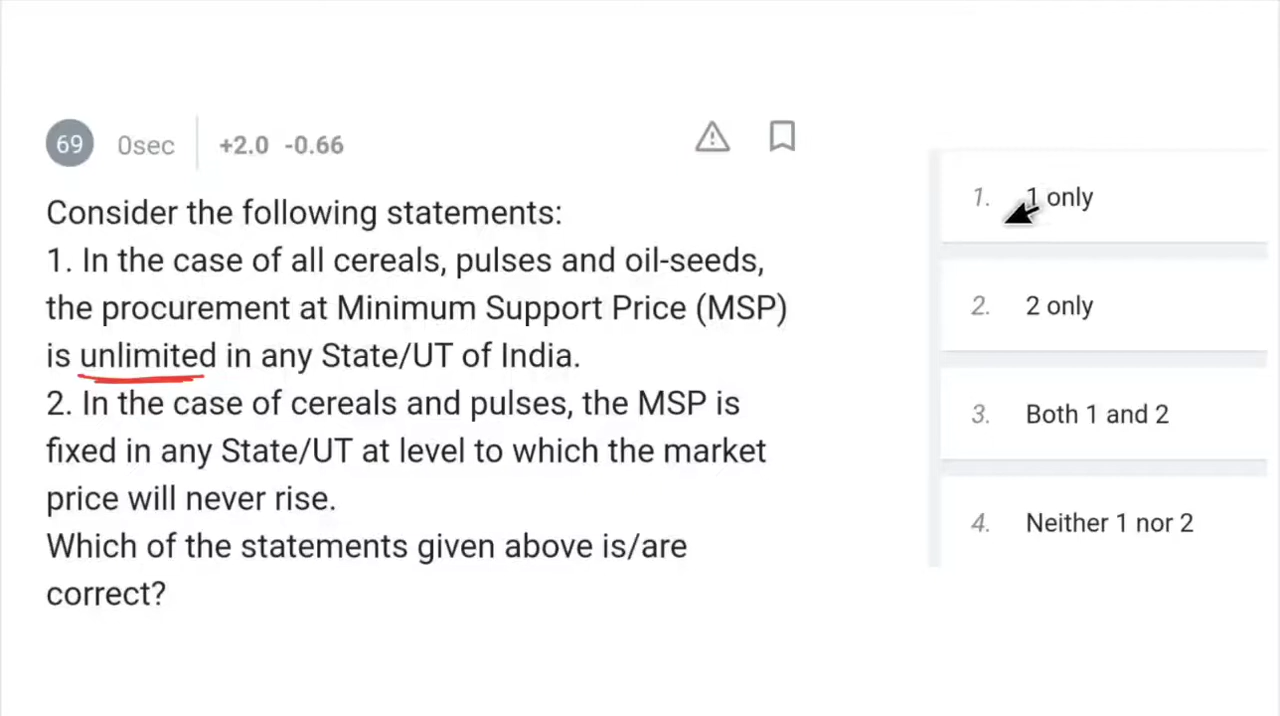 69 0sec +2.0 -0.66
Consider the following statements:
1. In the case of all cereals, pulses and oil-seeds,
the procurement at Minimum Support Price (MSP)
is unlimited in any State/UT of India.
2. In the case of cereals and pulses, the MSP is
fixed in any State/UT at level to which the market
price will never rise.
Which of the statements given above is/are
correct?
1. 1 only
2. 2 only
3. Both 1 and 2
4. Neither 1 nor 2